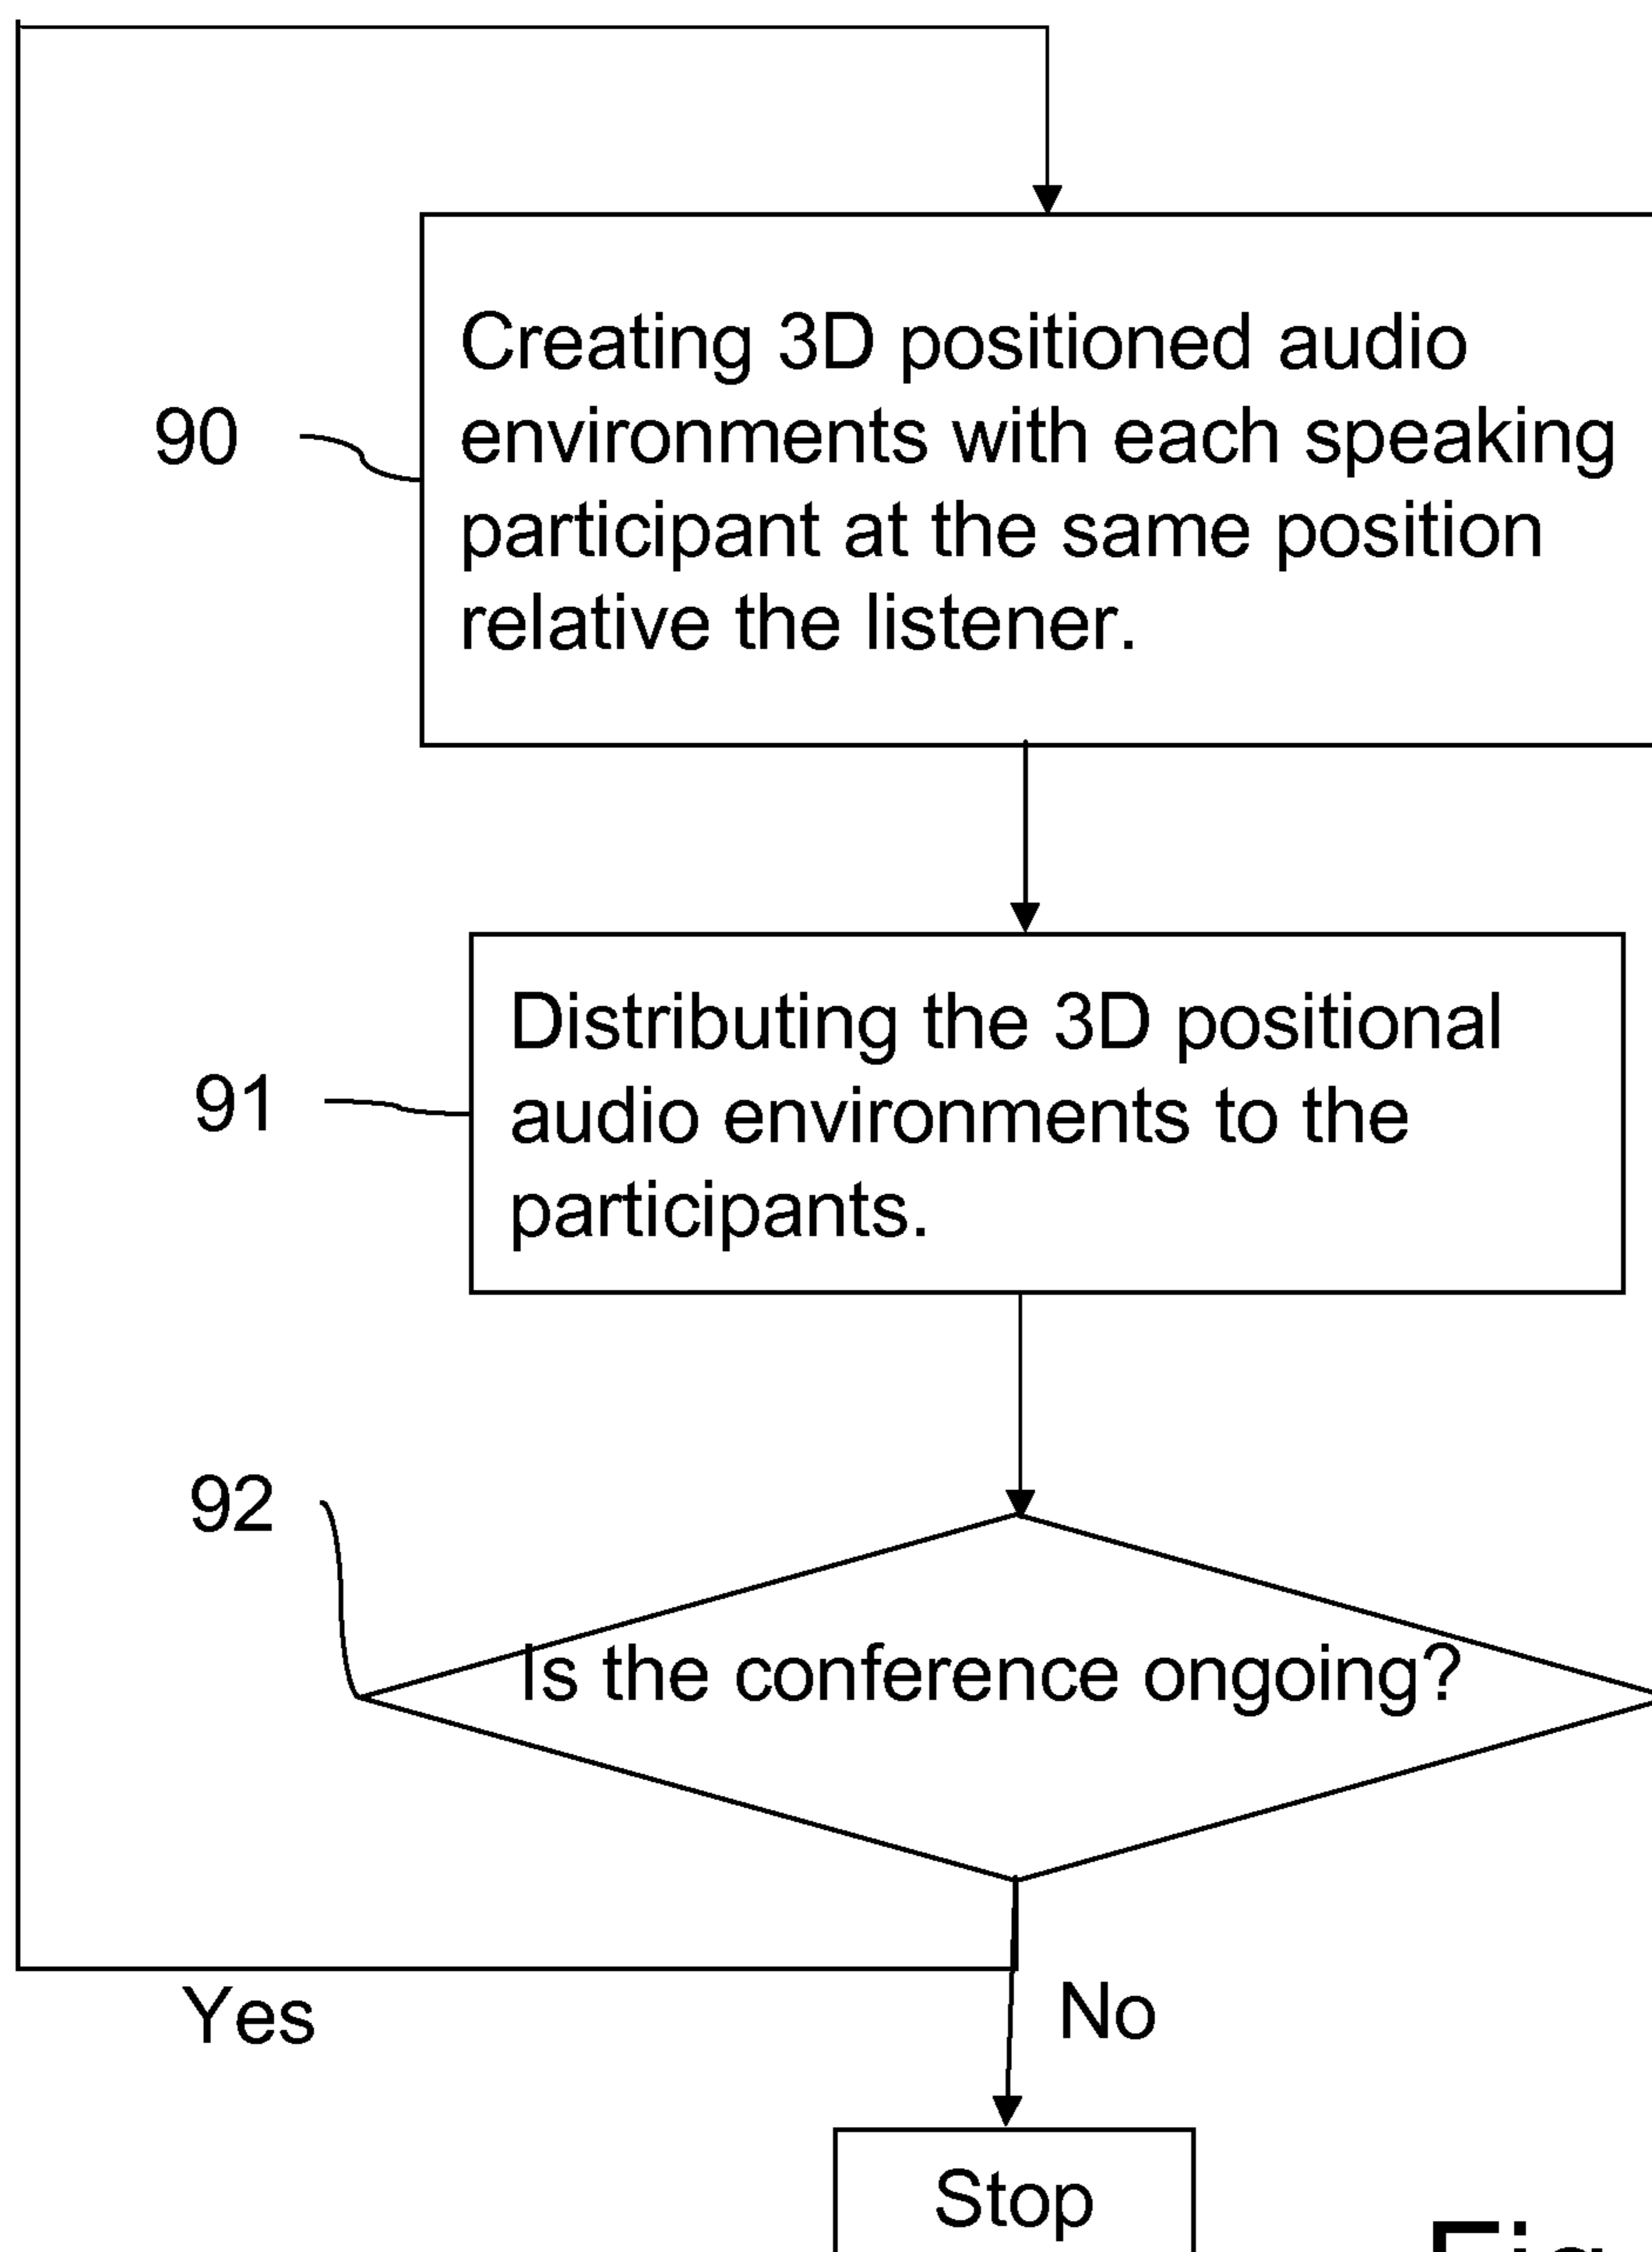 Creating 3D positioned audio
90
environments with each speaking
participant at the same position
relative the listener.
Distributing the 3D positional
91
audio environments to the
participants.
92
Is the conference ongoing?
Yes
No
Stop
Fig